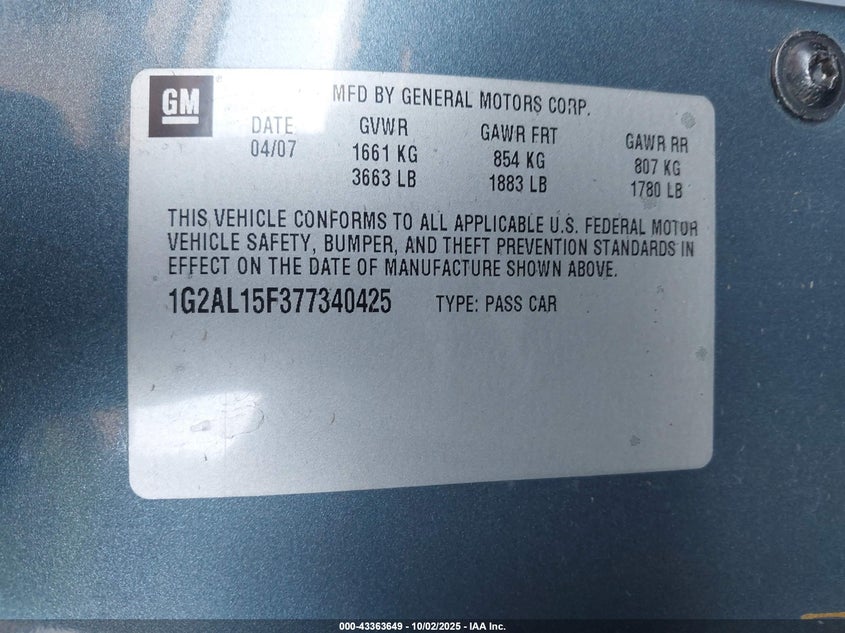 GM
MFD BY GENERAL MOTORS CORP.
DATE GVWR GAWR FRT GAWR RR
04/07 1661 KG 854 KG 807 KG
3663 LB 1883 LB 1780 LB
THIS VEHICLE CONFORMS TO ALL APPLICABLE U.S. FEDERAL MOTOR
VEHICLE SAFETY, BUMPER, AND THEFT PREVENTION STANDARDS IN
EFFECT ON THE DATE OF MANUFACTURE SHOWN ABOVE.
1G2AL15F377340425 TYPE: PASS CAR
000-43363649 - 10/02/2025 - IAA Inc.